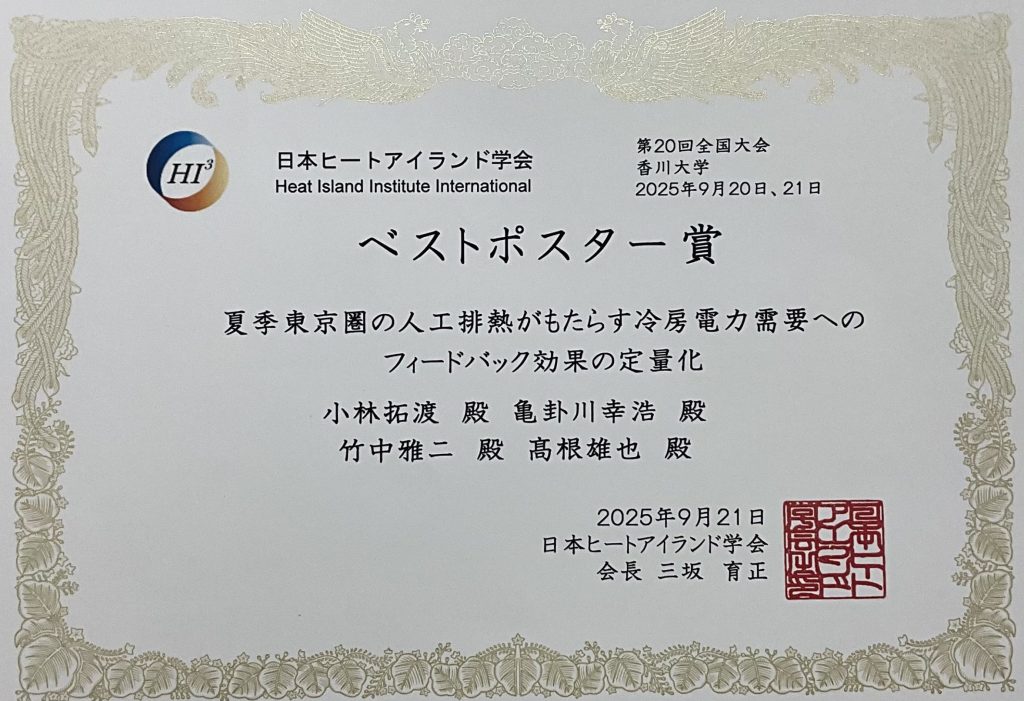 HI³
日本ヒートアイランド学会
Heat Island Institute International
第20回全国大会
香川大学
2025年9月20日、21日
ベストポスター賞
夏季東京圏の人工排熱がもたらす冷房電力需要への
フィードバック効果の定量化
小林拓渡 殿 亀卦川幸浩 殿
竹中雅二 殿 髙根雄也 殿
2025年9月21日
日本ヒートアイランド学会
会長 三坂 育正